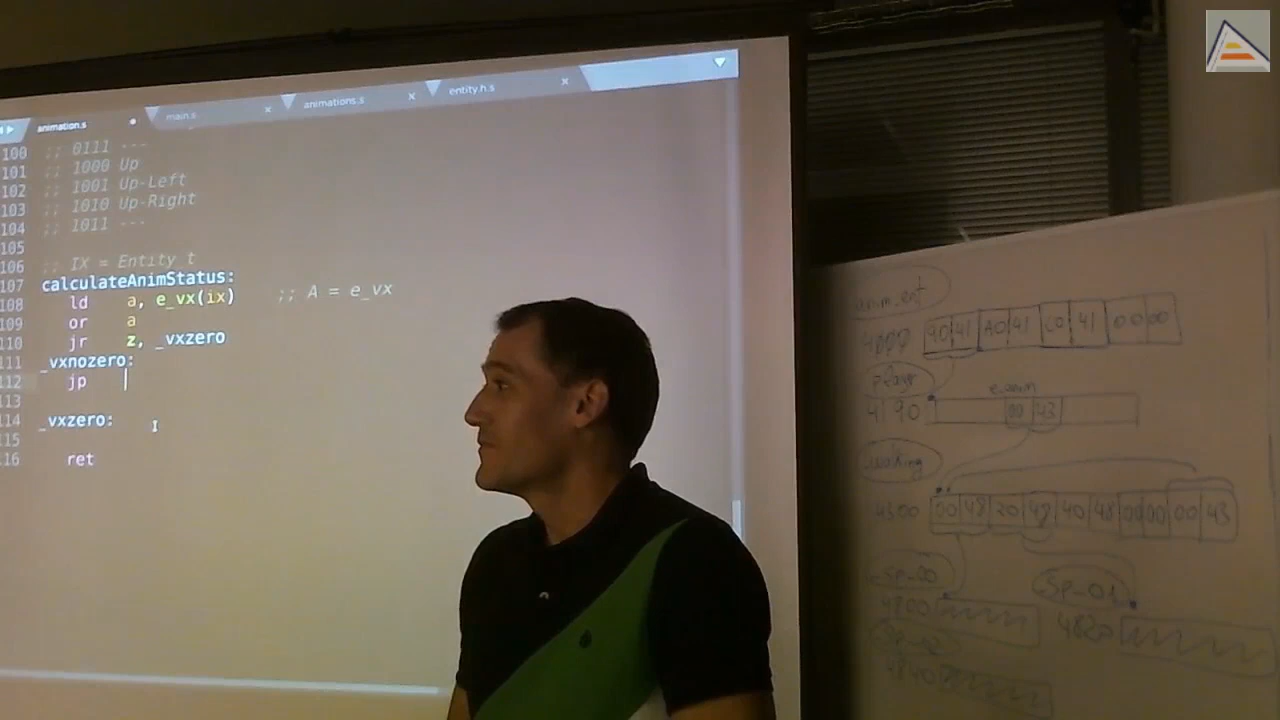 animation.s
main.s
animations.s
entity.h.s
100 ;; 0111 ---
101 ;; 1000 Up
102 ;; 1001 Up-Left
103 ;; 1010 Up-Right
104 ;; 1011 ---
105
106 ;; IX = Entity t
107 calculateAnimStatus:
108 ld a, e_vx(ix) ;; A = e_vx
109 or a
110 jr z, _vxzero
111 _vxnozero:
112 jp
113
114 _vxzero:
115
116 ret
anim_ent
4000 90 41 A0 41 C0 41 00 00
e_anim
4190 00 43
walking
4300 00 48 20 48 40 48 00 00 00 43
SP-00 SP-01
4800 4820
4840